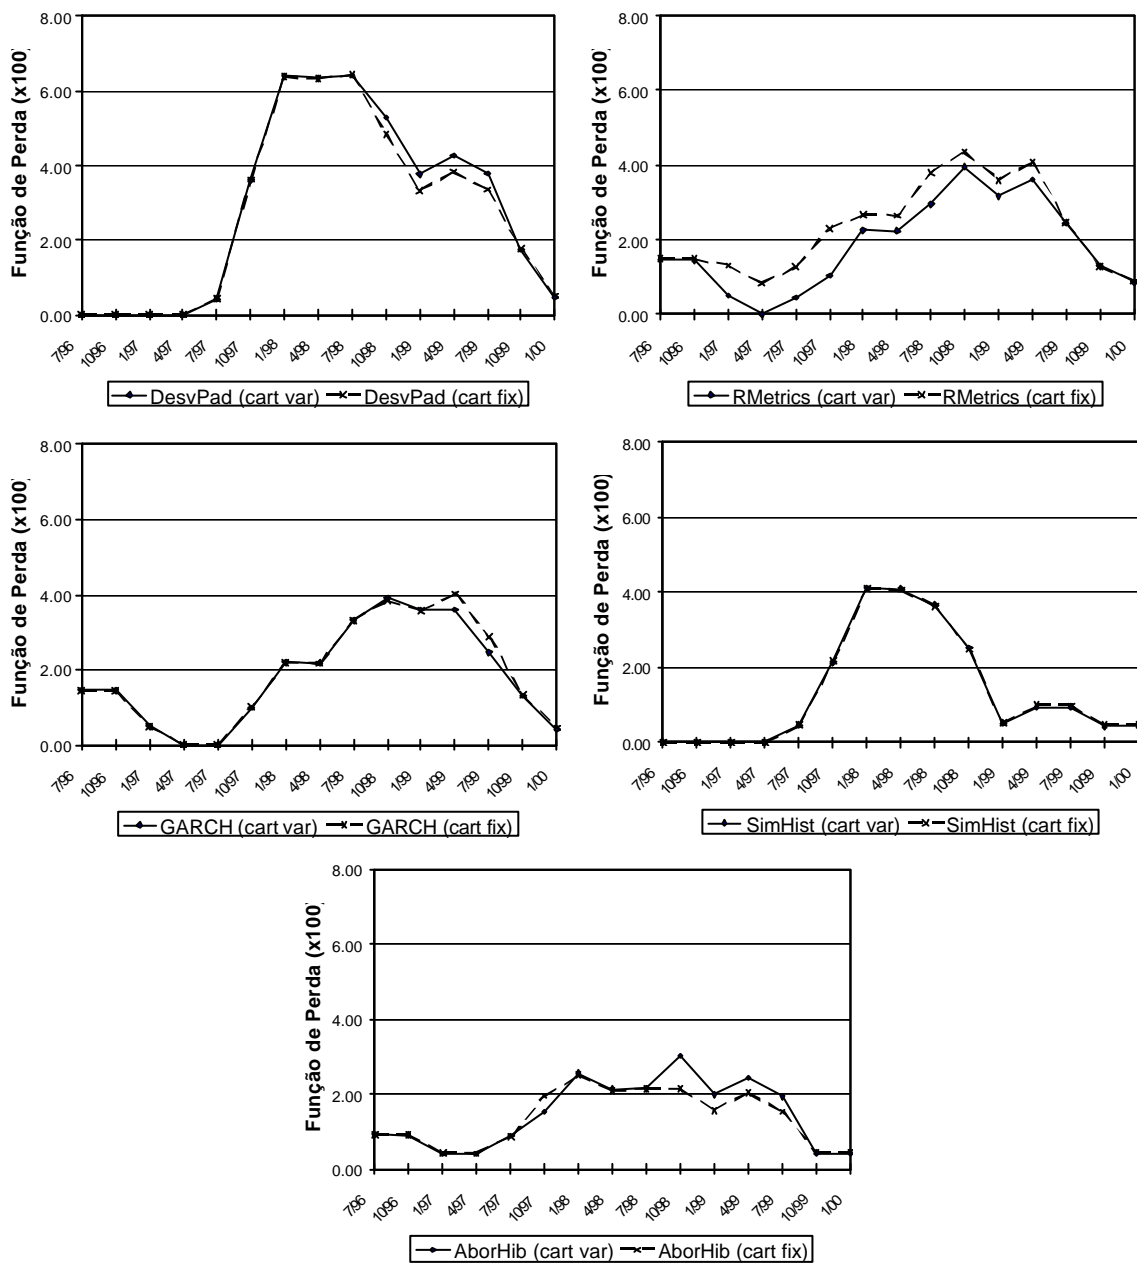 Função de Perda (x100)
8.00
6.00
4.00
2.00
0.00
7/96 10/96 1/97 4/97 7/97 10/97 1/98 4/98 7/98 10/98 1/99 4/99 7/99 10/99 1/00
DesvPad (cart var) DesvPad (cart fix)
Função de Perda (x100)
8.00
6.00
4.00
2.00
0.00
7/96 10/96 1/97 4/97 7/97 10/97 1/98 4/98 7/98 10/98 1/99 4/99 7/99 10/99 1/00
RMetrics (cart var) RMetrics (cart fix)
Função de Perda (x100)
8.00
6.00
4.00
2.00
0.00
7/96 10/96 1/97 4/97 7/97 10/97 1/98 4/98 7/98 10/98 1/99 4/99 7/99 10/99 1/00
GARCH (cart var) GARCH (cart fix)
Função de Perda (x100)
8.00
6.00
4.00
2.00
0.00
7/96 10/96 1/97 4/97 7/97 10/97 1/98 4/98 7/98 10/98 1/99 4/99 7/99 10/99 1/00
SimHist (cart var) SimHist (cart fix)
Função de Perda (x100)
8.00
6.00
4.00
2.00
0.00
7/96 10/96 1/97 4/97 7/97 10/97 1/98 4/98 7/98 10/98 1/99 4/99 7/99 10/99 1/00
AborHib (cart var) AborHib (cart fix)